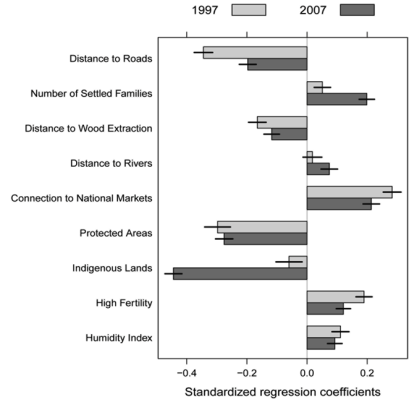 1997 2007
Distance to Roads
Number of Settled Families
Distance to Wood Extraction
Distance to Rivers
Connection to National Markets
Protected Areas
Indigenous Lands
High Fertility
Humidity Index
−0.4 −0.2 0.0 0.2
Standardized regression coefficients